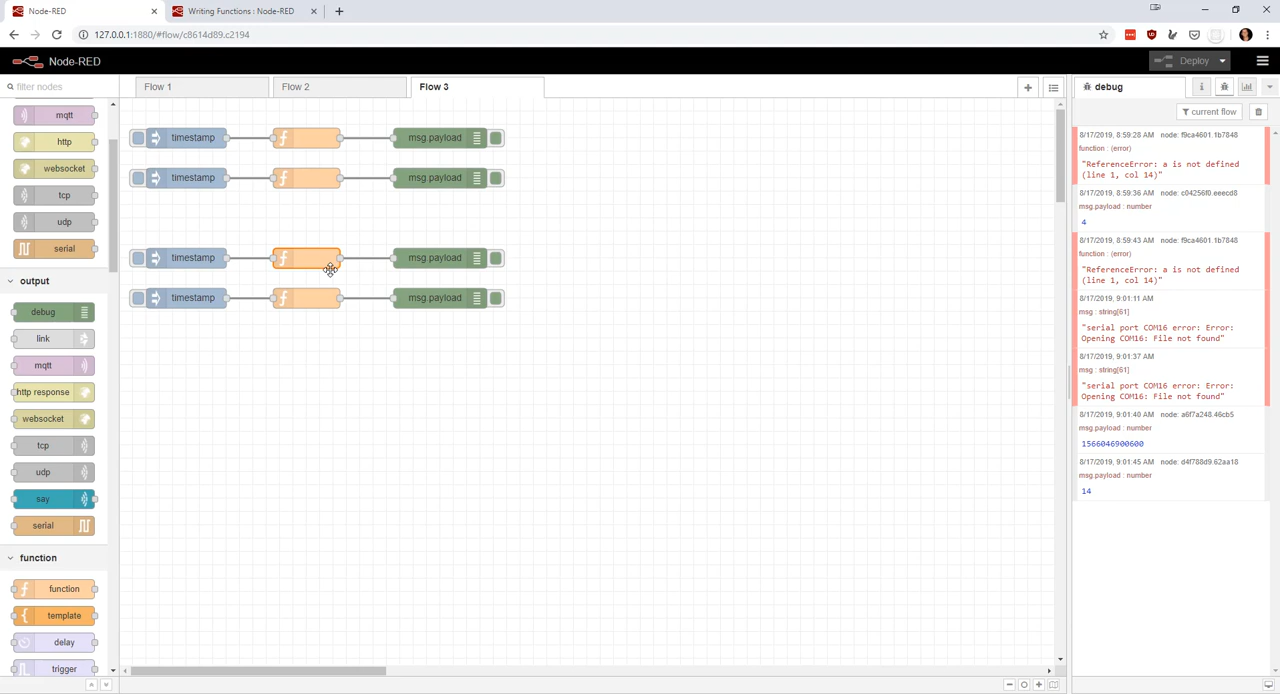 Node-RED
Writing Functions : Node-RED
127.0.0.1:1880/#flow/c8614d89.c2194
Node-RED
Deploy
filter nodes
Flow 1
Flow 2
Flow 3
debug
current flow
mqtt
http
websocket
tcp
udp
serial
output
debug
link
mqtt
http response
websocket
tcp
udp
say
serial
function
function
template
delay
trigger
timestamp
msg.payload
timestamp
msg.payload
timestamp
msg.payload
timestamp
msg.payload
8/17/2019, 8:59:28 AM node: f9ca4601.1b7848
function : (error)
"ReferenceError: a is not defined
(line 1, col 14)"
8/17/2019, 8:59:36 AM node: c04256f0.eeecd8
msg.payload : number
4
8/17/2019, 8:59:43 AM node: f9ca4601.1b7848
function : (error)
"ReferenceError: a is not defined
(line 1, col 14)"
8/17/2019, 9:01:11 AM
msg : string[61]
"serial port COM16 error: Error:
Opening COM16: File not found"
8/17/2019, 9:01:37 AM
msg : string[61]
"serial port COM16 error: Error:
Opening COM16: File not found"
8/17/2019, 9:01:40 AM node: a6f7a248.46cb5
msg.payload : number
1566046900600
8/17/2019, 9:01:45 AM node: d4f788d9.62aa18
msg.payload : number
14